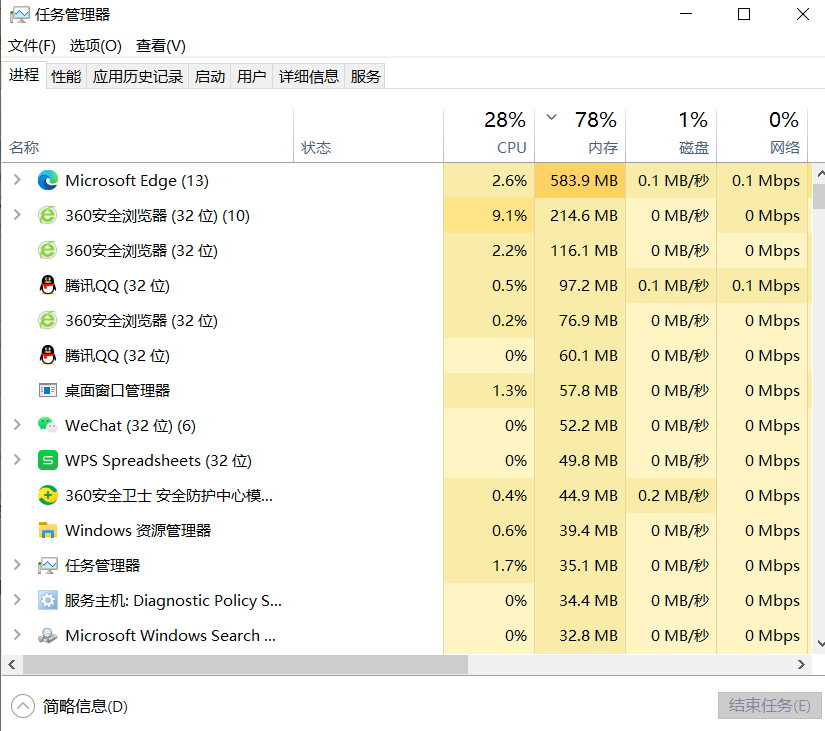 任务管理器
文件(F) 选项(O) 查看(V)
进程 性能 应用历史记录 启动 用户 详细信息 服务
28% 78% 1% 0%
名称 状态 CPU 内存 磁盘 网络
Microsoft Edge (13) 2.6% 583.9 MB 0.1 MB/秒 0.1 Mbps
360安全浏览器 (32 位) (10) 9.1% 214.6 MB 0 MB/秒 0 Mbps
360安全浏览器 (32 位) 2.2% 116.1 MB 0 MB/秒 0 Mbps
腾讯QQ (32 位) 0.5% 97.2 MB 0.1 MB/秒 0.1 Mbps
360安全浏览器 (32 位) 0.2% 76.9 MB 0 MB/秒 0 Mbps
腾讯QQ (32 位) 0% 60.1 MB 0 MB/秒 0 Mbps
桌面窗口管理器 1.3% 57.8 MB 0 MB/秒 0 Mbps
WeChat (32 位) (6) 0% 52.2 MB 0 MB/秒 0 Mbps
WPS Spreadsheets (32 位) 0% 49.8 MB 0 MB/秒 0 Mbps
360安全卫士 安全防护中心模... 0.4% 44.9 MB 0.2 MB/秒 0 Mbps
Windows 资源管理器 0.6% 39.4 MB 0 MB/秒 0 Mbps
任务管理器 1.7% 35.1 MB 0 MB/秒 0 Mbps
服务主机: Diagnostic Policy S... 0% 34.4 MB 0 MB/秒 0 Mbps
Microsoft Windows Search ... 0% 32.8 MB 0 MB/秒 0 Mbps
简略信息(D) 结束任务(E)